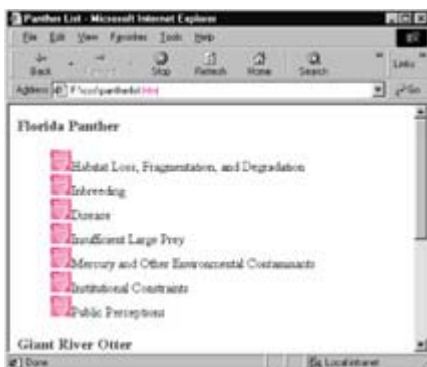 Panther List - Microsoft Internet Explorer
File Edit View Favorites Tools Help
Back Stop Refresh Home Search Links
Address Go
Florida Panther
Habitat Loss, Fragmentation, and Degradation
Inbreeding
Disease
Insufficient Large Prey
Mercury and Other Environmental Contaminants
Institutional Constraints
Public Perceptions
Giant River Otter
Done Local intranet